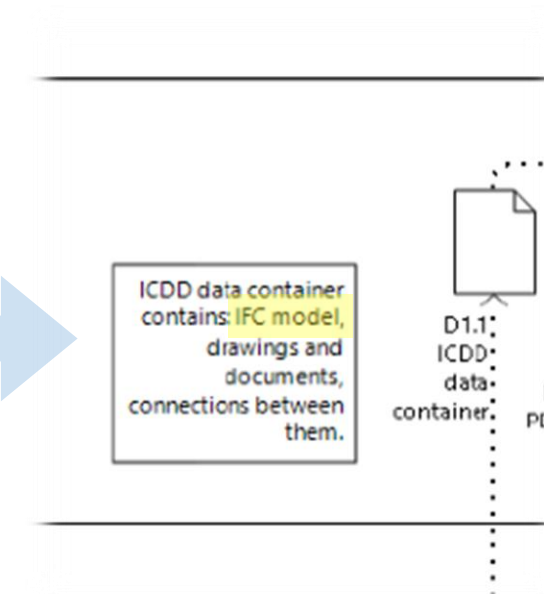 ICDD data container
contains: IFC model,
drawings and
documents,
connections between
them.
D1.1
ICDD
data
container